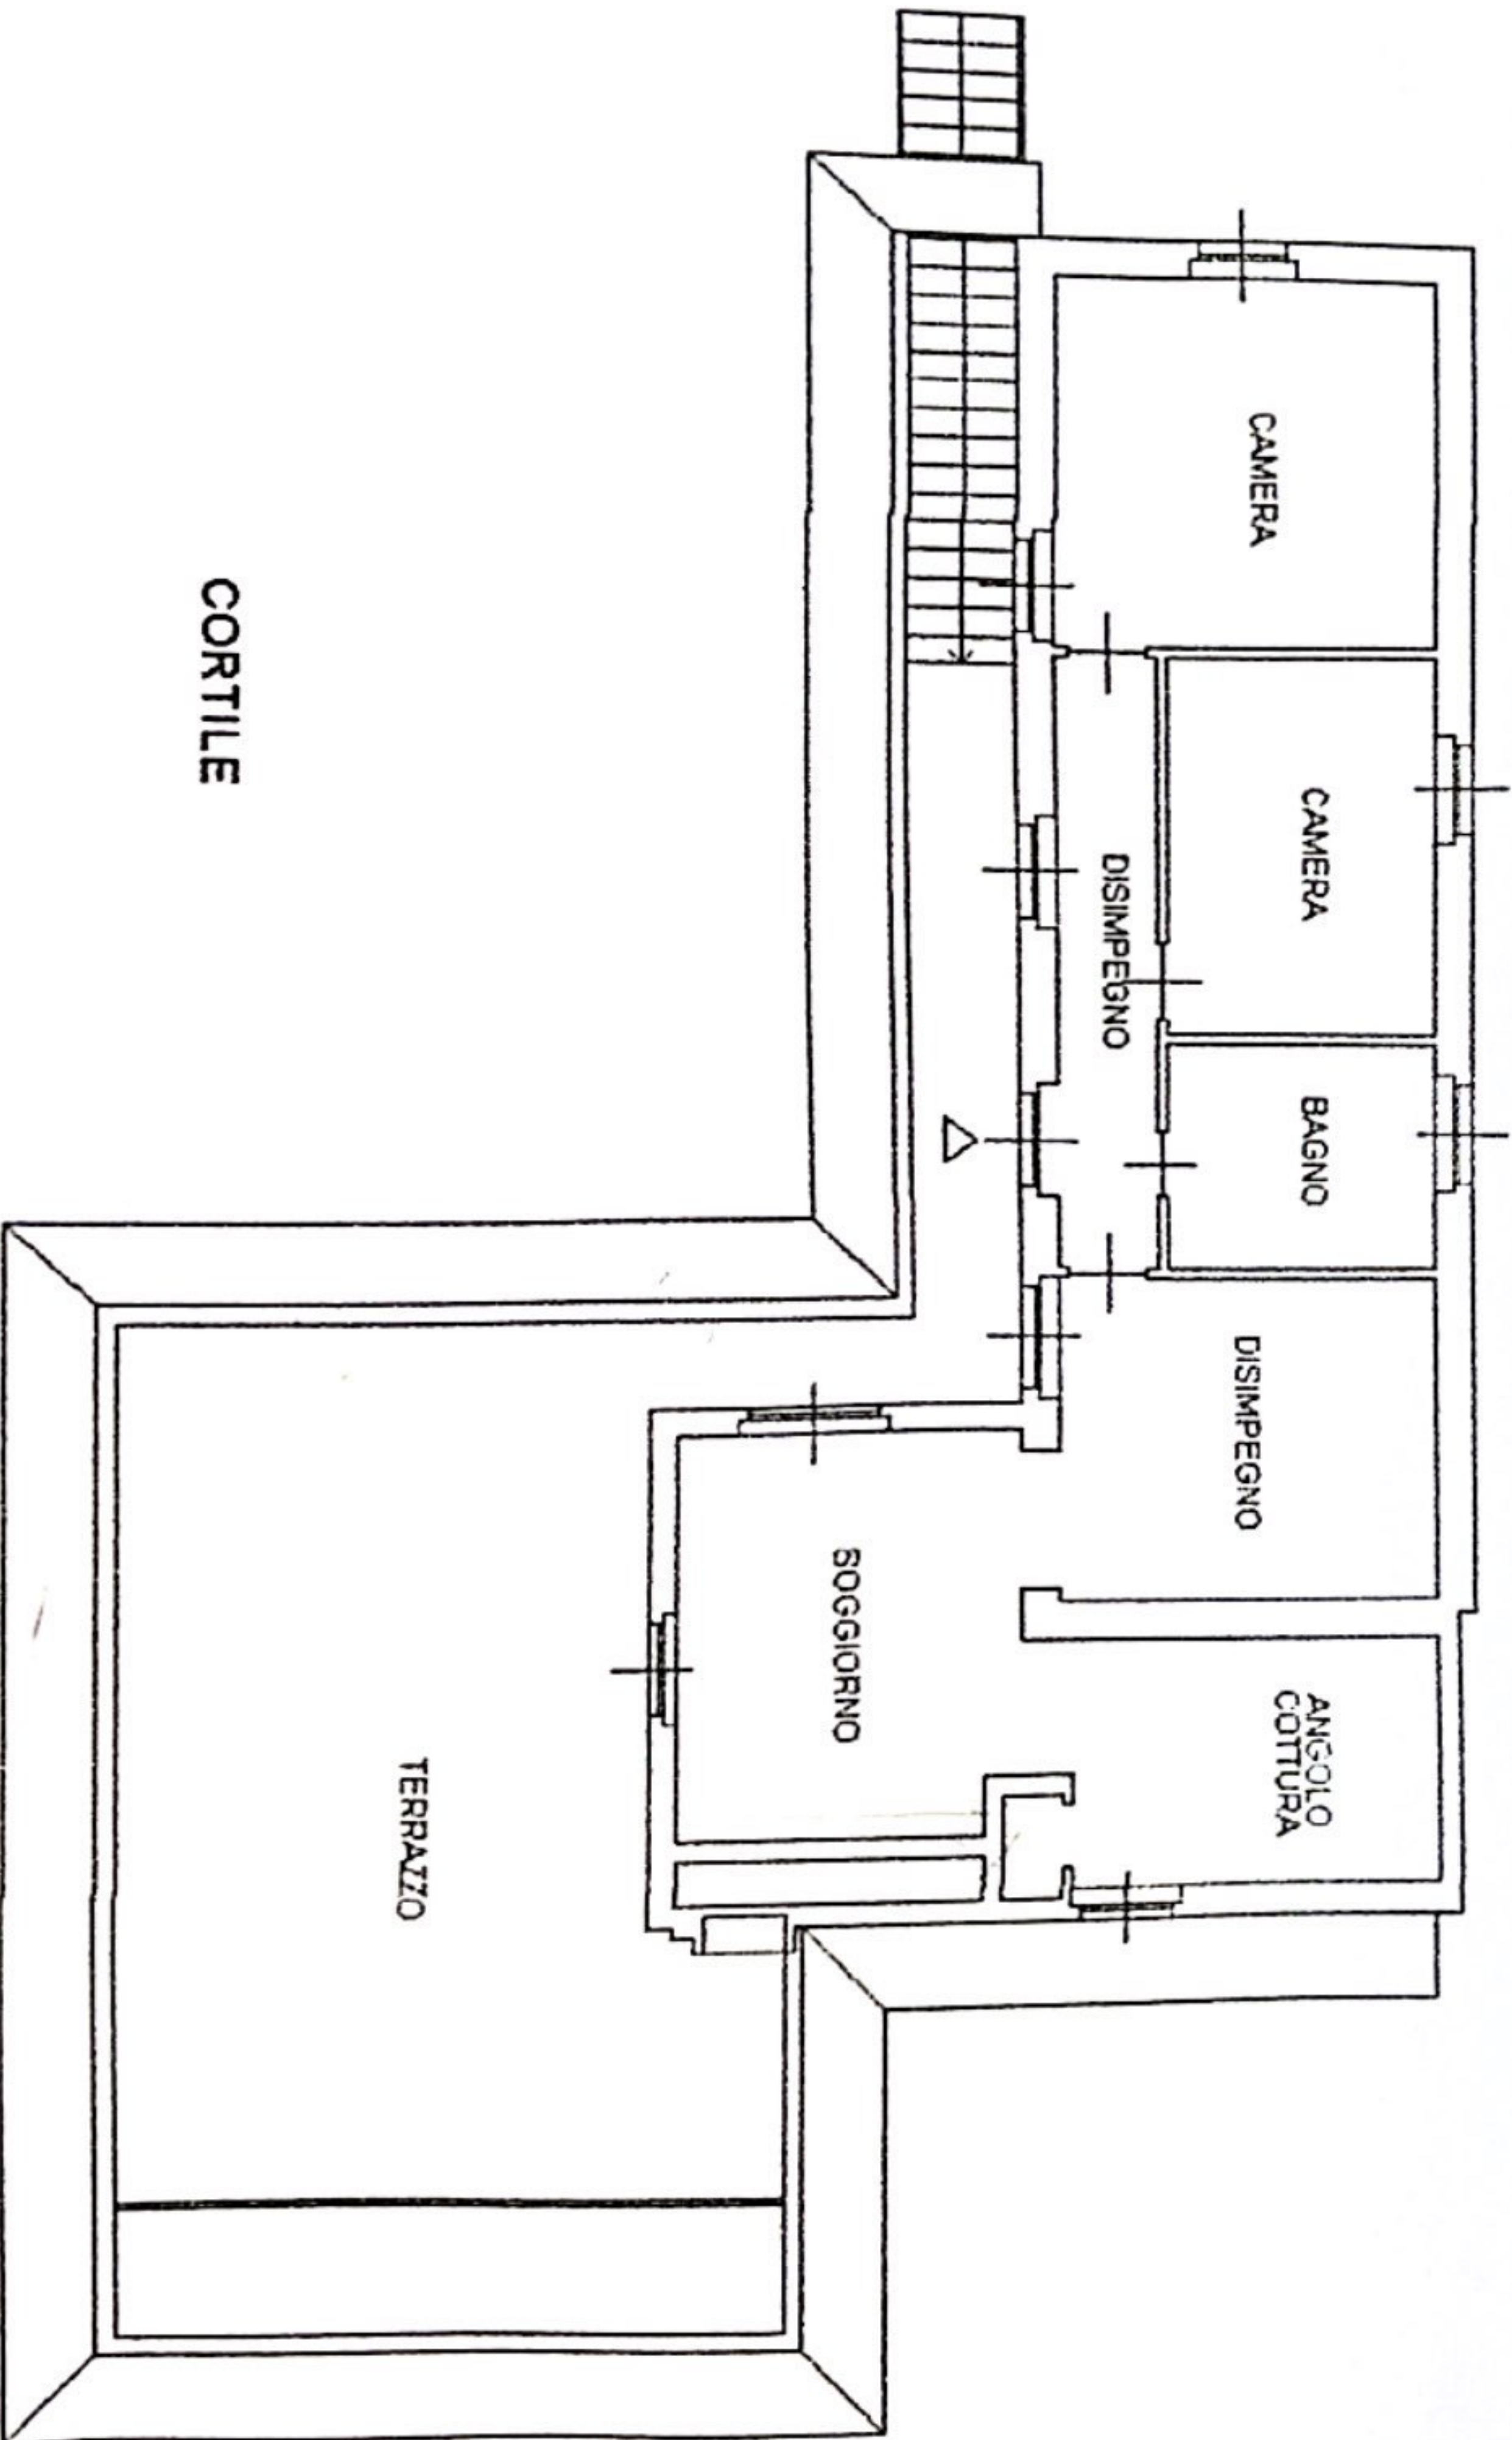 CAMERA
CAMERA
BAGNO
DISIMPEGNO
DISIMPEGNO
ANGOLO
COTTURA
SOGGIORNO
TERRAZZO
CORTILE